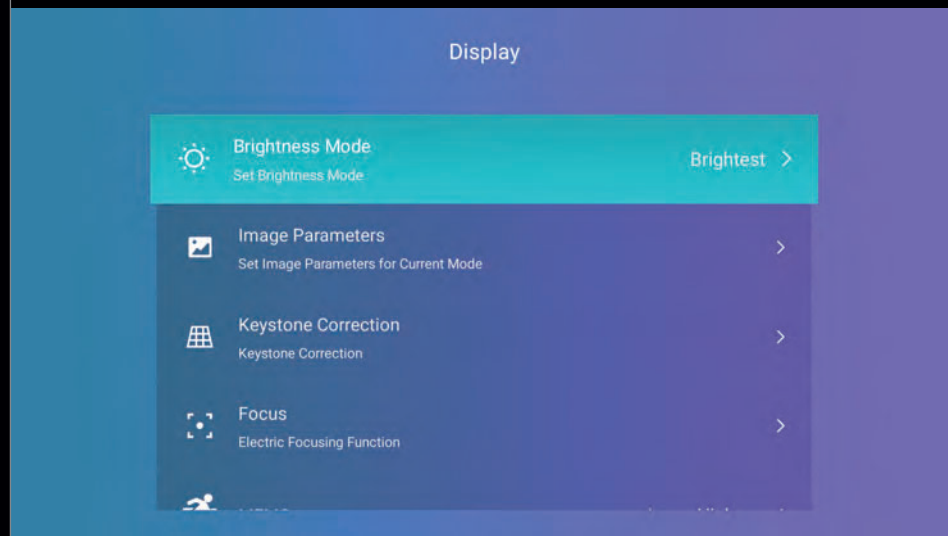 Display
Brightness Mode
Brightest
Set Brightness Mode
Image Parameters
Set Image Parameters for Current Mode
Keystone Correction
Keystone Correction
Focus
Electric Focusing Function